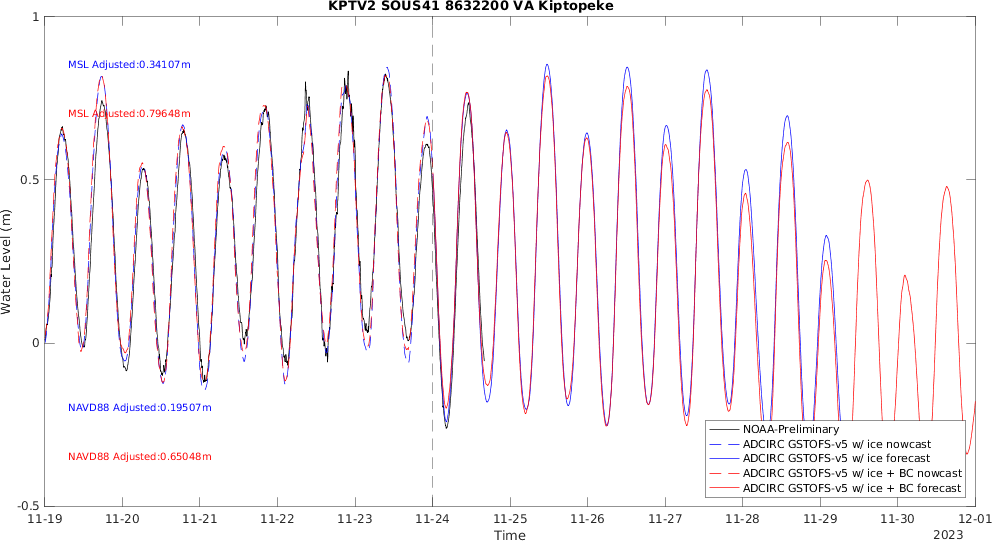 KPTV2 SOUS41 8632200 VA Kiptopeke
1
MSL Adjusted:0.34107m
MSL Adjusted:0.79648m
0.5
Water Level (m)
0
NAVD88 Adjusted:0.19507m
NAVD88 Adjusted:0.65048m
NOAA-Preliminary
ADCIRC GSTOFS-v5 w/ ice nowcast
ADCIRC GSTOFS-v5 w/ ice forecast
ADCIRC GSTOFS-v5 w/ ice + BC nowcast
ADCIRC GSTOFS-v5 w/ ice + BC forecast
-0.5
11-19 11-20 11-21 11-22 11-23 11-24 11-25 11-26 11-27 11-28 11-29 11-30 12-01
Time
2023